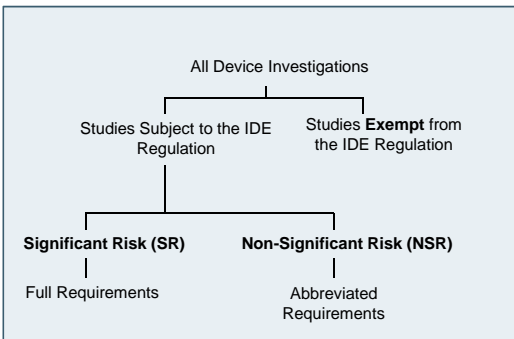 All Device Investigations
Studies Subject to the IDE
Regulation
Studies Exempt from
the IDE Regulation
Significant Risk (SR)
Non-Significant Risk (NSR)
Full Requirements
Abbreviated
Requirements